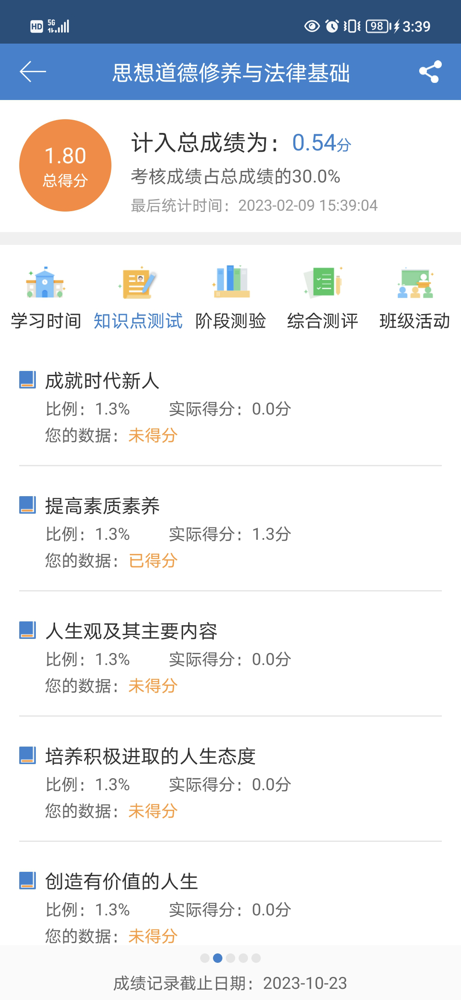 HD 5G 98 3:39
思想道德修养与法律基础
1.80
总得分
计入总成绩为：0.54分
考核成绩占总成绩的30.0%
最后统计时间：2023-02-09 15:39:04
学习时间 知识点测试 阶段测验 综合测评 班级活动
成就时代新人
比例：1.3% 实际得分：0.0分
您的数据：未得分
提高素质素养
比例：1.3% 实际得分：1.3分
您的数据：已得分
人生观及其主要内容
比例：1.3% 实际得分：0.0分
您的数据：未得分
培养积极进取的人生态度
比例：1.3% 实际得分：0.0分
您的数据：未得分
创造有价值的人生
比例：1.3% 实际得分：0.0分
您的数据：未得分
成绩记录截止日期：2023-10-23